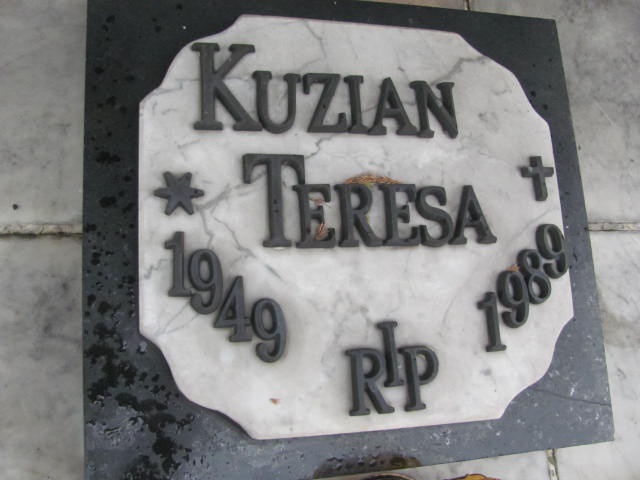 KUZIAN
TERESA
1949
1989
RIP